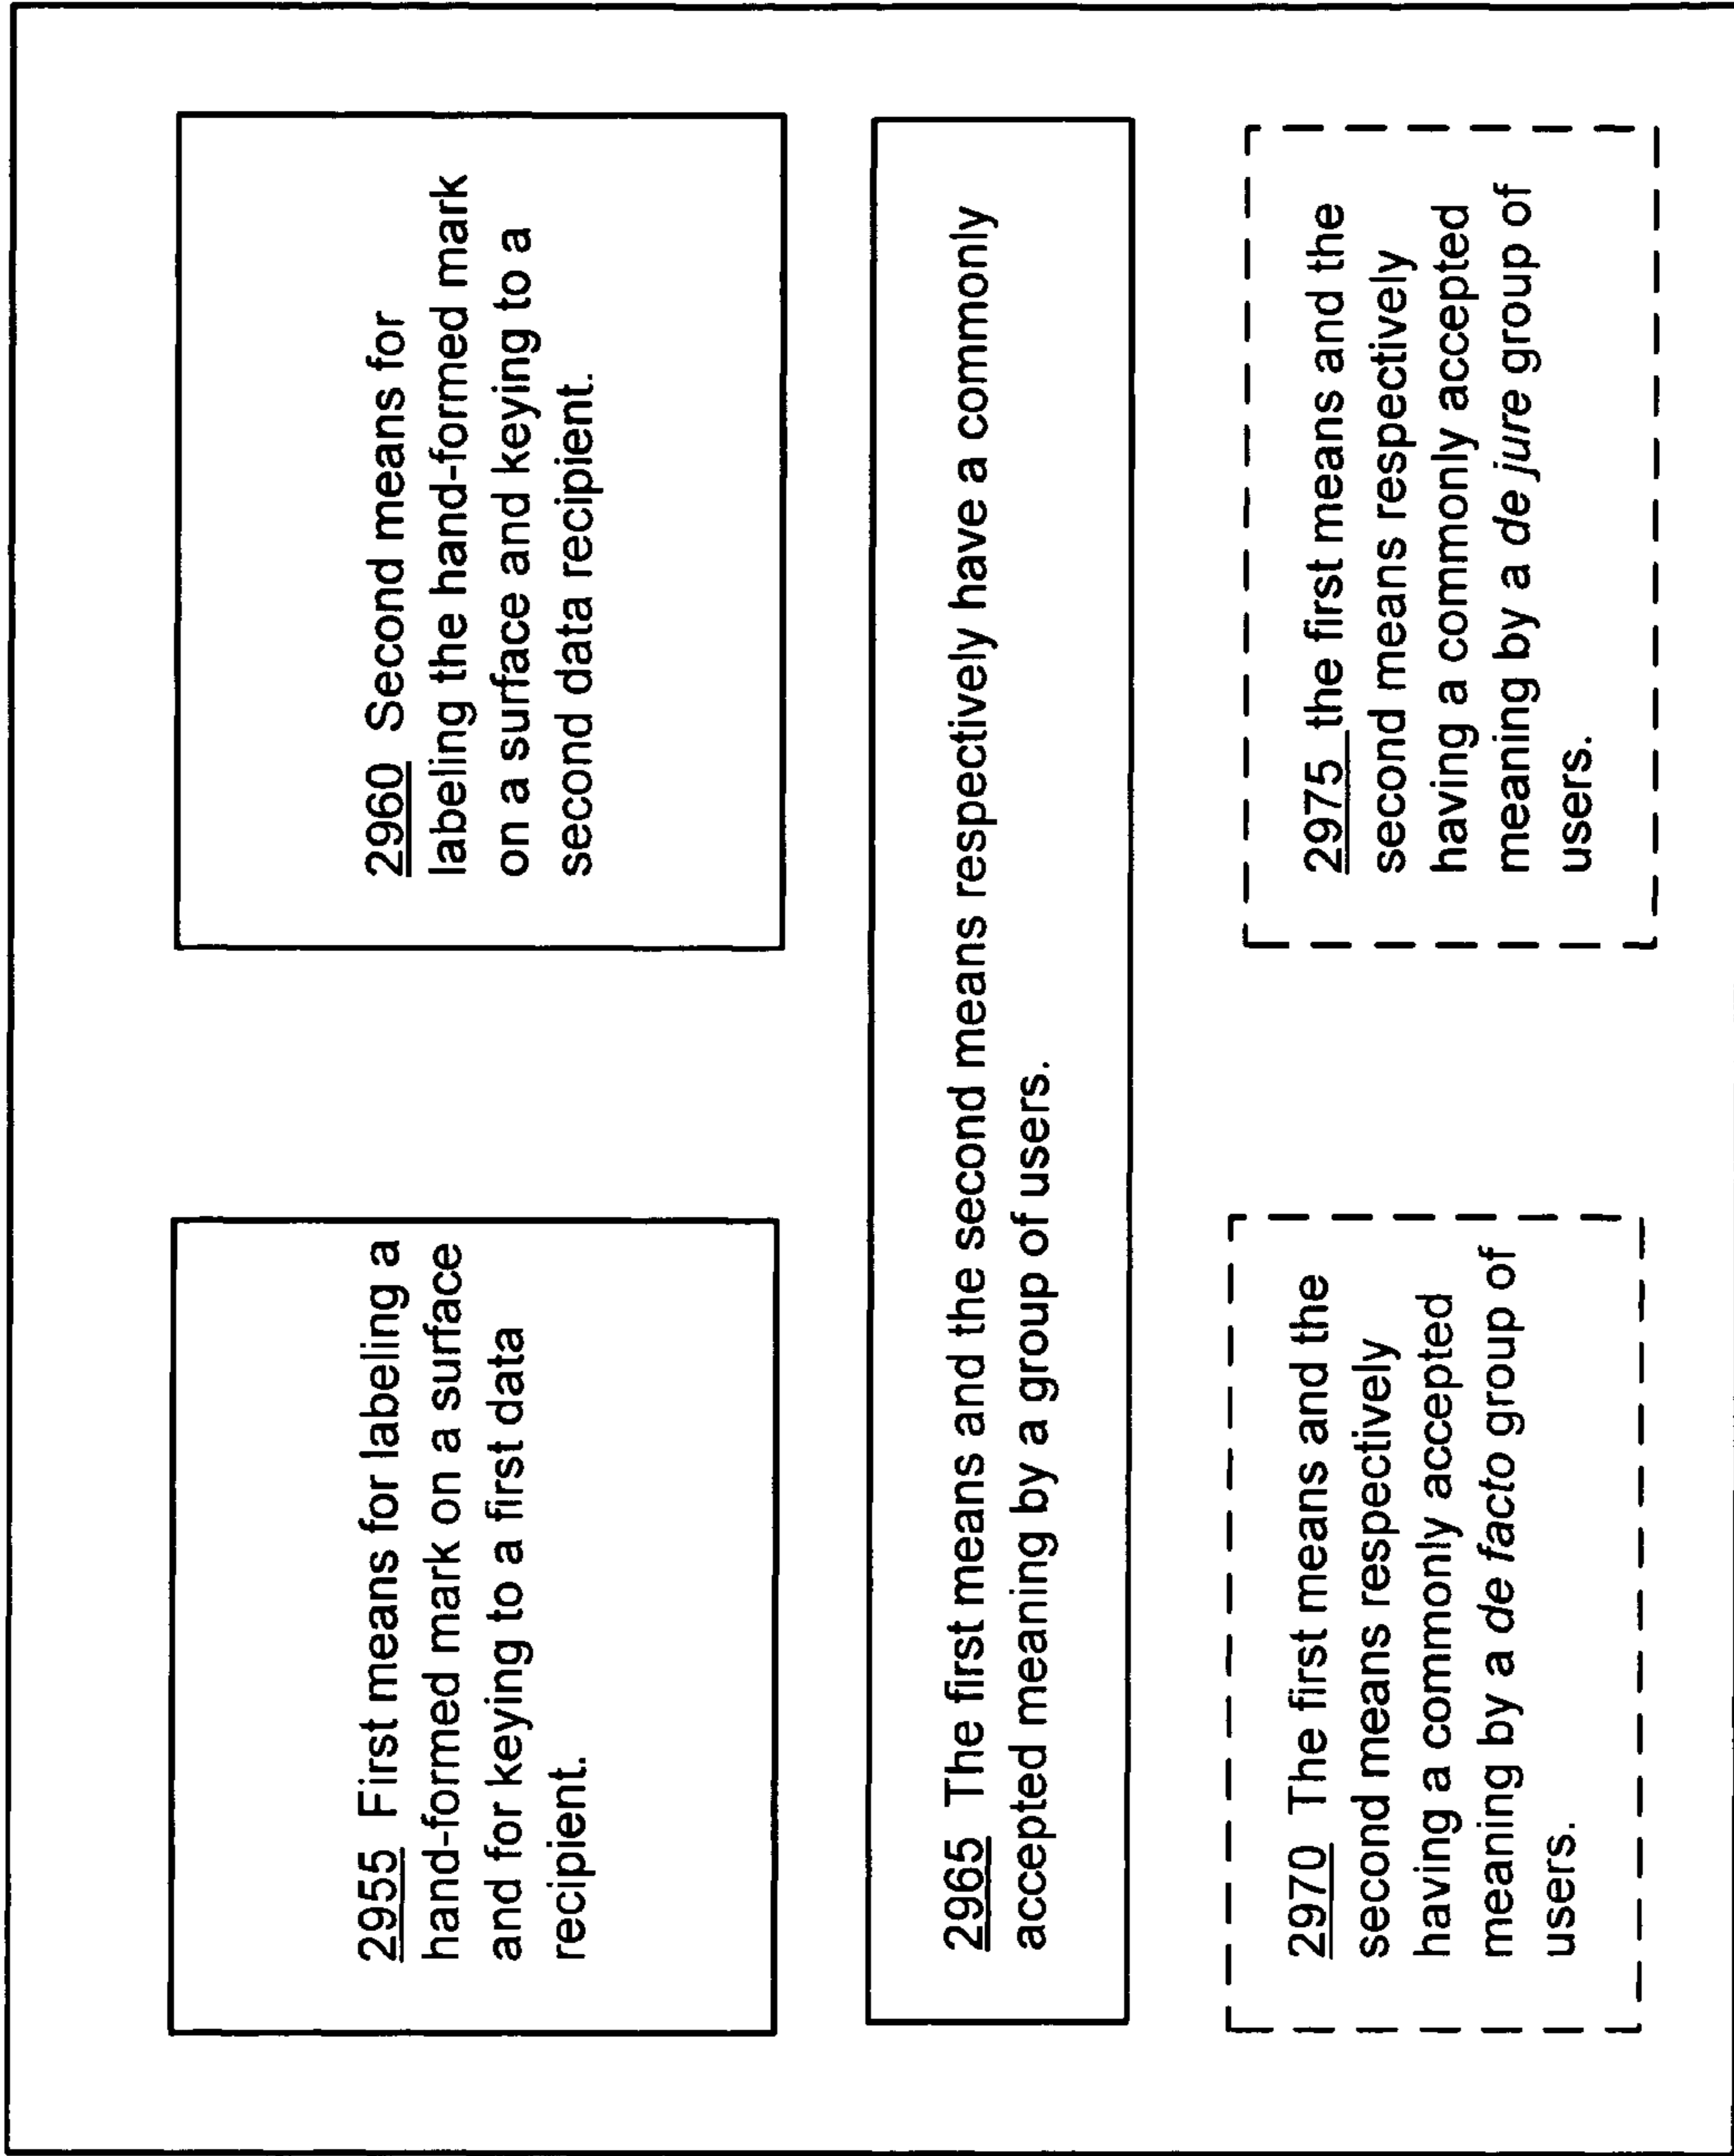 2955 First means for labeling a
hand-formed mark on a surface
and for keying to a first data
recipient.
2960 Second means for
labeling the hand-formed mark
on a surface and keying to a
second data recipient.
2965 The first means and the second means respectively have a commonly
accepted meaning by a group of users.
2970 The first means and the
second means respectively
having a commonly accepted
meaning by a de facto group of
users.
2975 the first means and the
second means respectively
having a commonly accepted
meaning by a de jure group of
users.